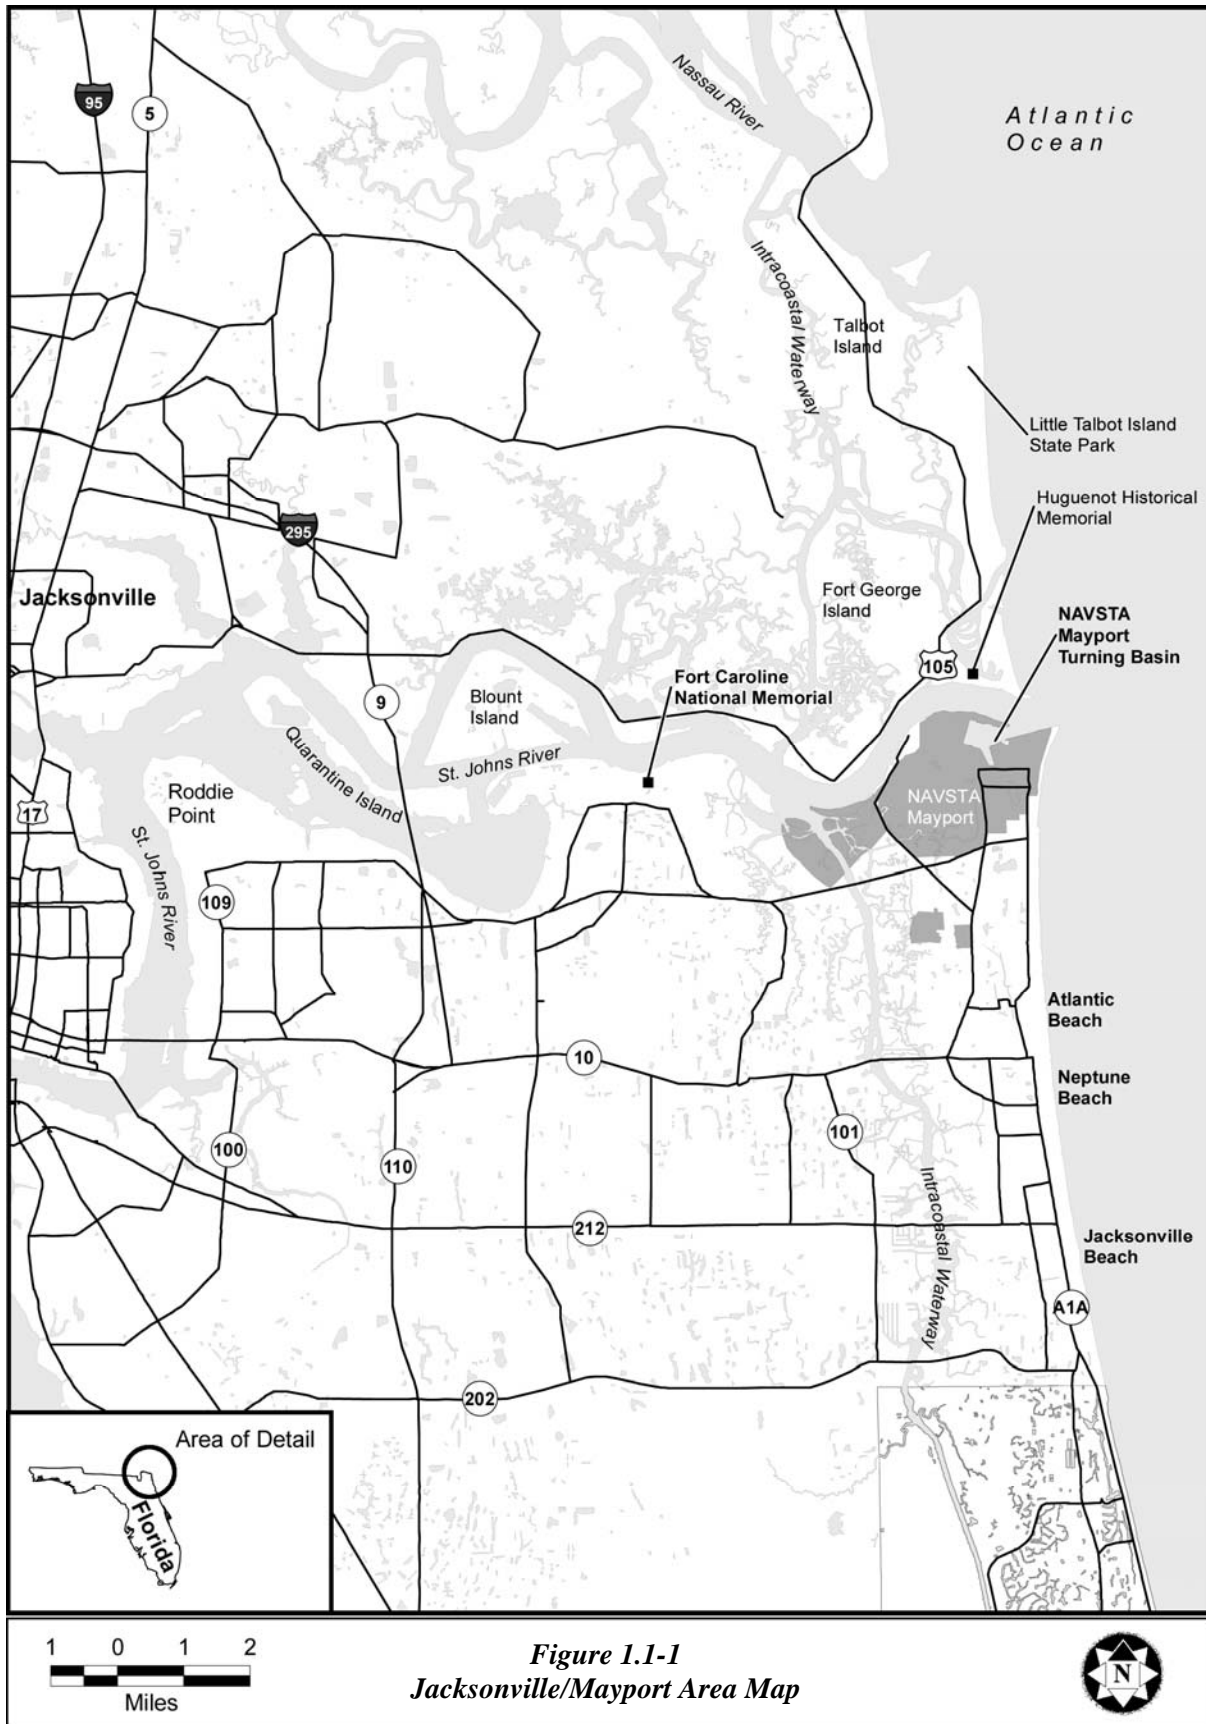 Nassau River
Atlantic
Ocean
95
5
Intracoastal Waterway
Talbot
Island
Little Talbot Island
State Park
Huguenot Historical
Memorial
295
Jacksonville
Fort George
Island
NAVSTA
Mayport
Turning Basin
105
Fort Caroline
National Memorial
Blount
Island
9
Quarantine Island
St. Johns River
Roddie
Point
NAVSTA
Mayport
17
St. Johns River
109
Atlantic
Beach
10
Neptune
Beach
100
101
110
Intracoastal Waterway
212
Jacksonville
Beach
A1A
202
Area of Detail
Florida
1 0 1 2
Miles
Figure 1.1-1
Jacksonville/Mayport Area Map
N